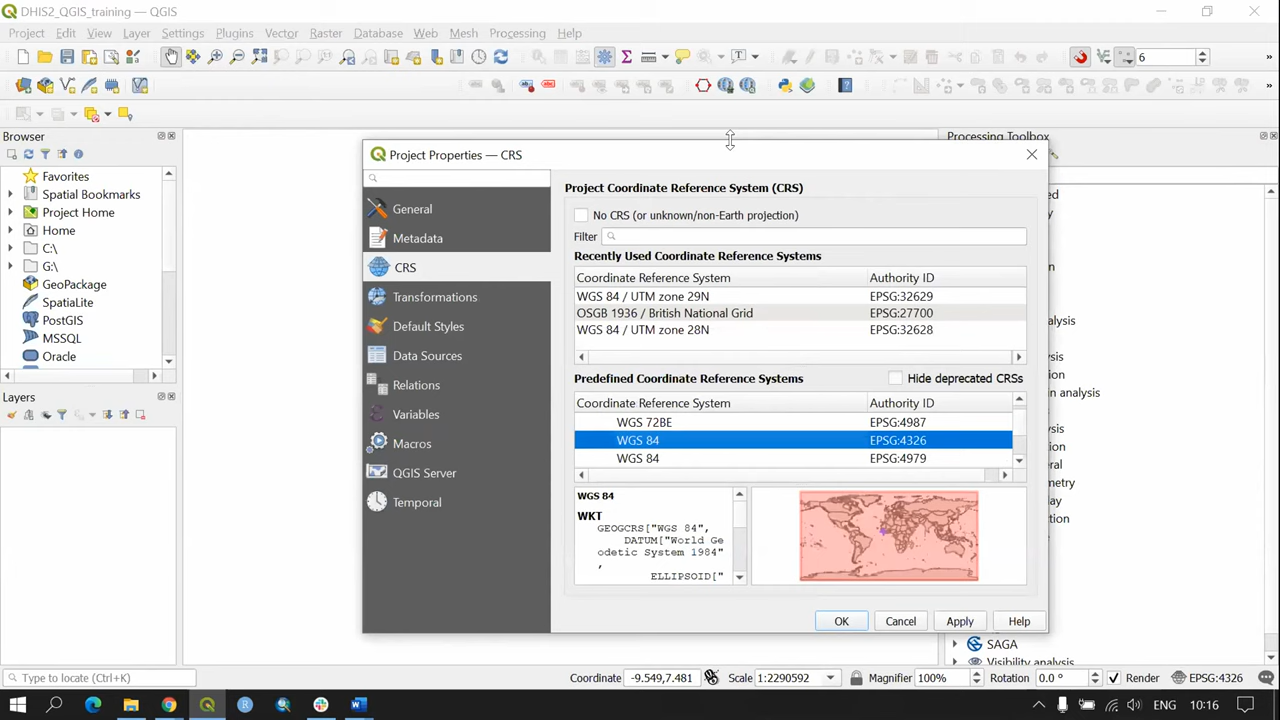 DHIS2_QGIS_training — QGIS
Project Edit View Layer Settings Plugins Vector Raster Database Web Mesh Processing Help
6
Browser
Favorites
Spatial Bookmarks
Project Home
Home
C:\
G:\
GeoPackage
SpatiaLite
PostGIS
MSSQL
Oracle
Layers
Processing Toolbox
Project Properties — CRS
General
Metadata
CRS
Transformations
Default Styles
Data Sources
Relations
Variables
Macros
QGIS Server
Temporal
Project Coordinate Reference System (CRS)
No CRS (or unknown/non-Earth projection)
Filter
Recently Used Coordinate Reference Systems
Coordinate Reference System Authority ID
WGS 84 / UTM zone 29N EPSG:32629
OSGB 1936 / British National Grid EPSG:27700
WGS 84 / UTM zone 28N EPSG:32628
Predefined Coordinate Reference Systems Hide deprecated CRSs
Coordinate Reference System Authority ID
WGS 72BE EPSG:4987
WGS 84 EPSG:4326
WGS 84 EPSG:4979
WGS 84
WKT
GEOGCRS["WGS 84",
DATUM["World Ge
odetic System 1984"
,
ELLIPSOID["
OK Cancel Apply Help
SAGA
Visibility analysis
Type to locate (Ctrl+K) Coordinate -9.549,7.481 Scale 1:2290592 Magnifier 100% Rotation 0.0 ° Render EPSG:4326
ENG 10:16